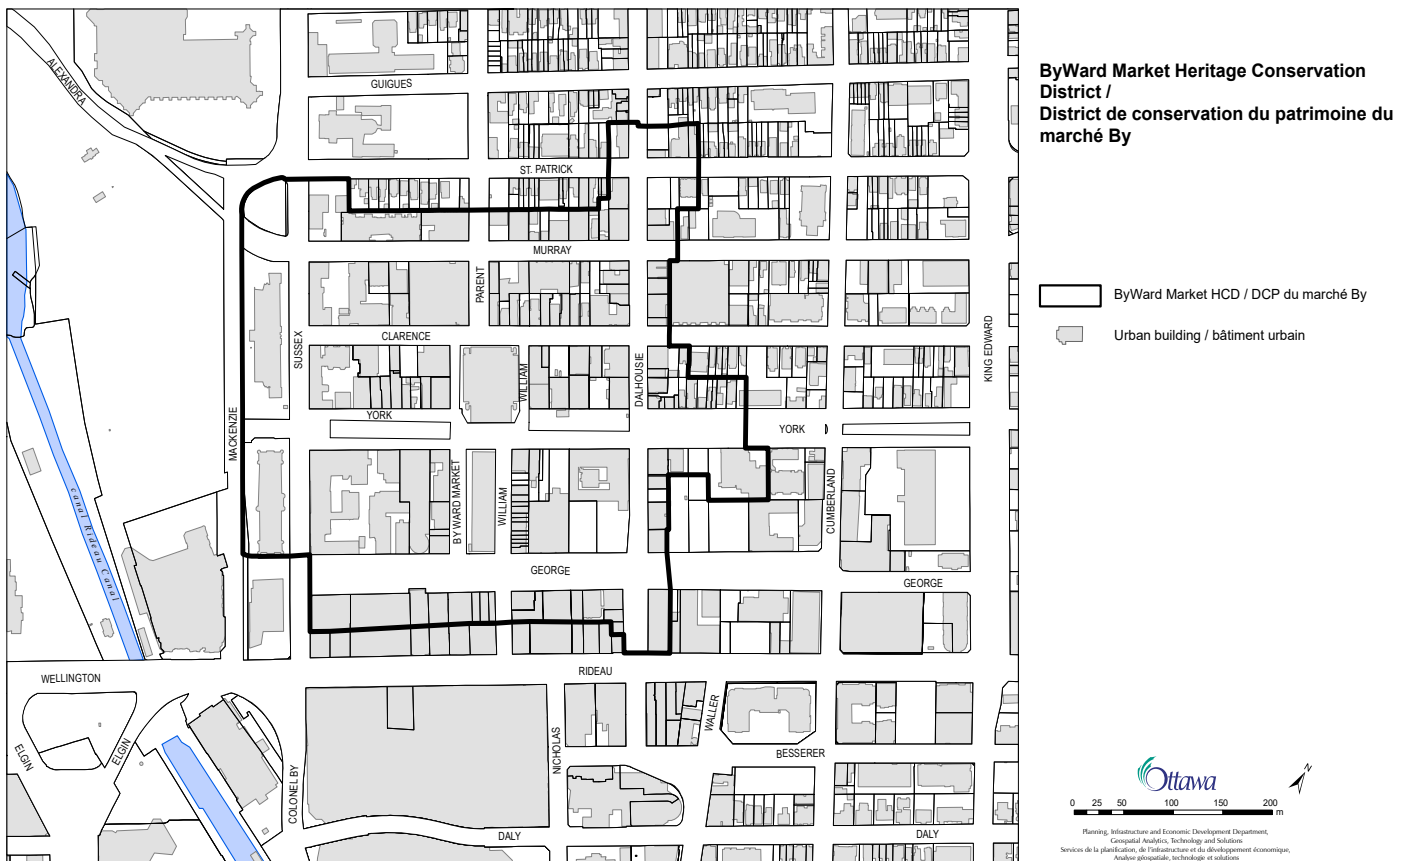 ALEXANDRA
GUIGUES
ST. PATRICK
MURRAY
PARENT
SUSSEX
CLARENCE
WILLIAM
DALHOUSIE
KING EDWARD
MACKENZIE
YORK
YORK
BY WARD MARKET
WILLIAM
CUMBERLAND
canal Rideau Canal
GEORGE
GEORGE
RIDEAU
WELLINGTON
ELGIN
ELGIN
COLONEL BY
NICHOLAS
WALLER
BESSERER
DALY
DALY
ByWard Market Heritage Conservation
District /
District de conservation du patrimoine du
marché By
ByWard Market HCD / DCP du marché By
Urban building / bâtiment urbain
Ottawa
N
0 25 50 100 150 200
m
Planning, Infrastructure and Economic Development Department,
Geospatial Analytics, Technology and Solutions
Services de la planification, de l'infrastructure et du développement économique,
Analyse géospatiale, technologie et solutions